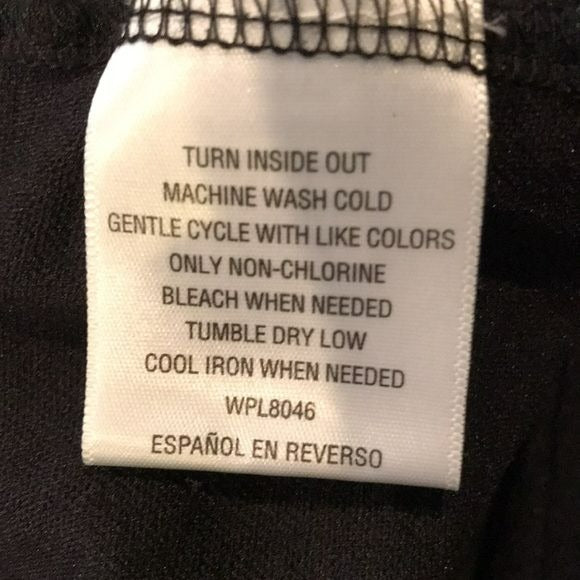 TURN INSIDE OUT
MACHINE WASH COLD
GENTLE CYCLE WITH LIKE COLORS
ONLY NON-CHLORINE
BLEACH WHEN NEEDED
TUMBLE DRY LOW
COOL IRON WHEN NEEDED
WPL8046
ESPAÑOL EN REVERSO